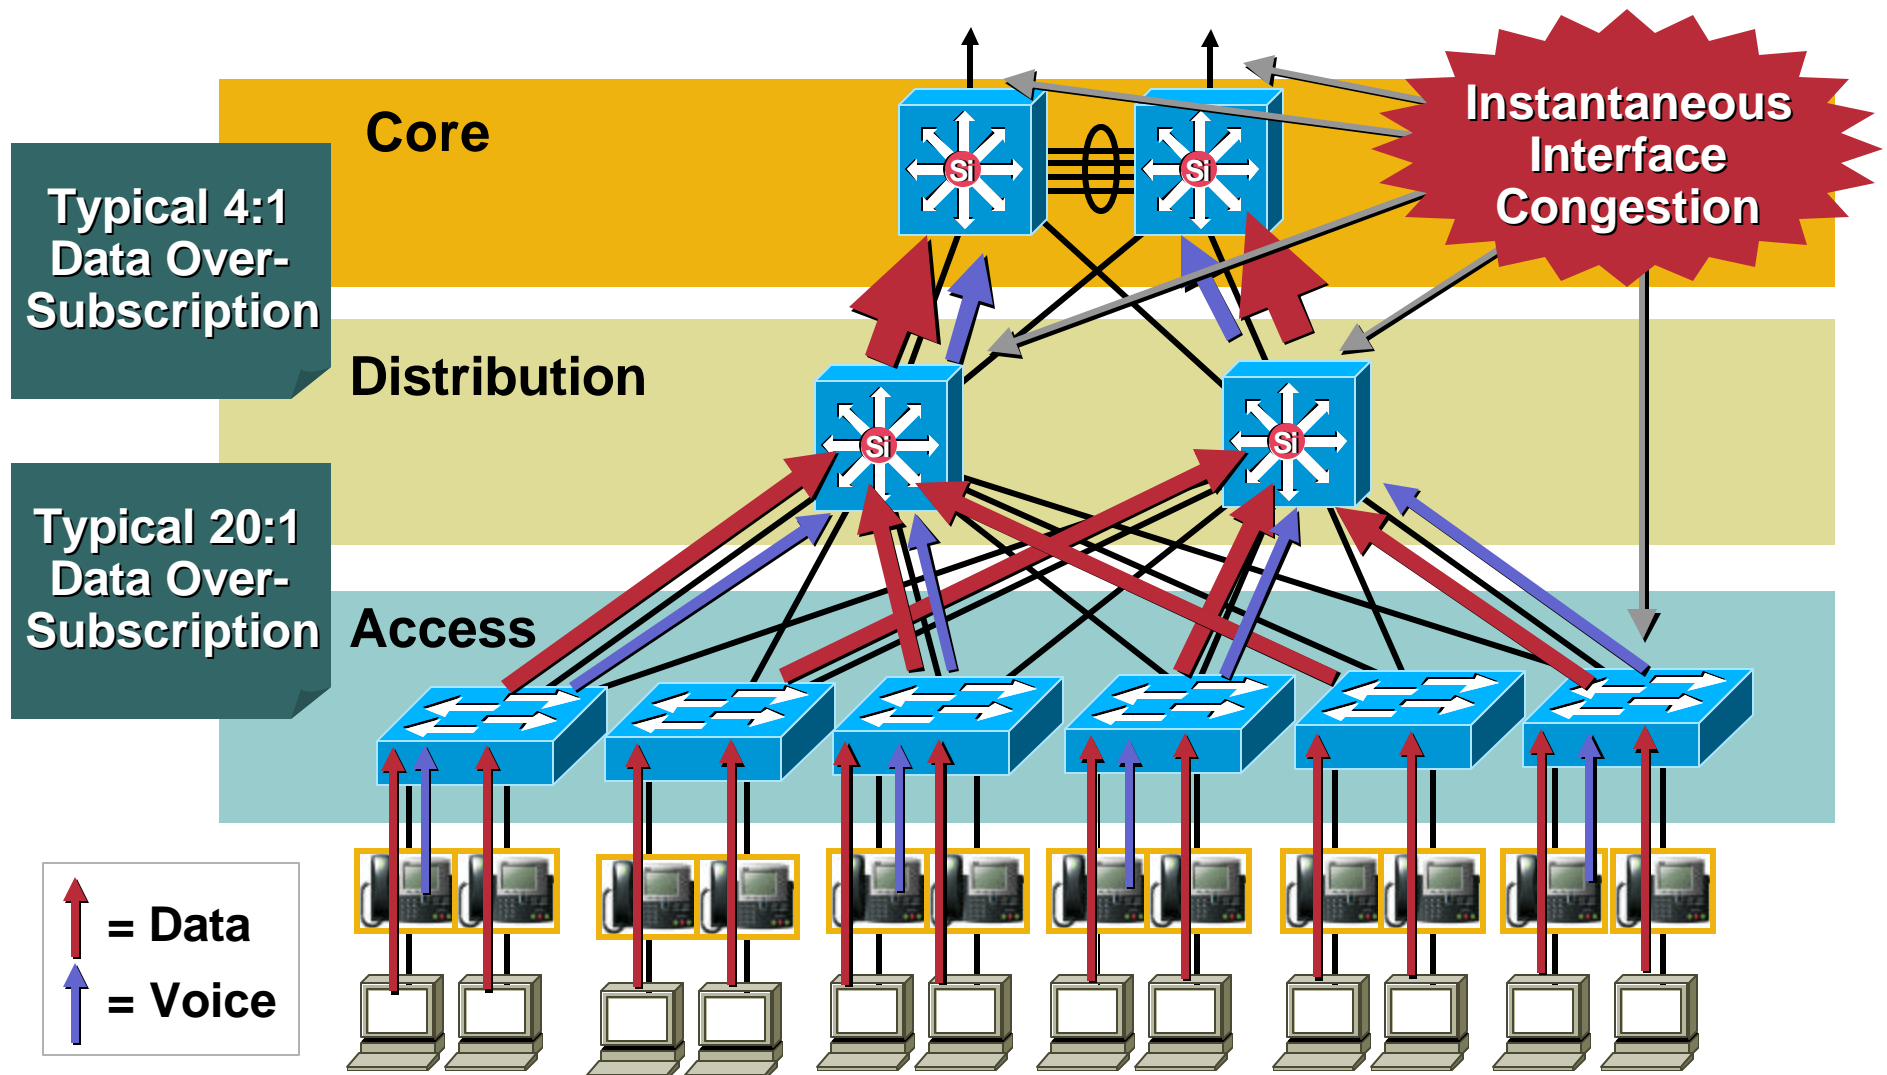 Core
Instantaneous
Interface
Congestion
Typical 4:1
Data Over-
Subscription
Si
Si
Distribution
Si
Si
Typical 20:1
Data Over-
Subscription
Access
= Data
= Voice